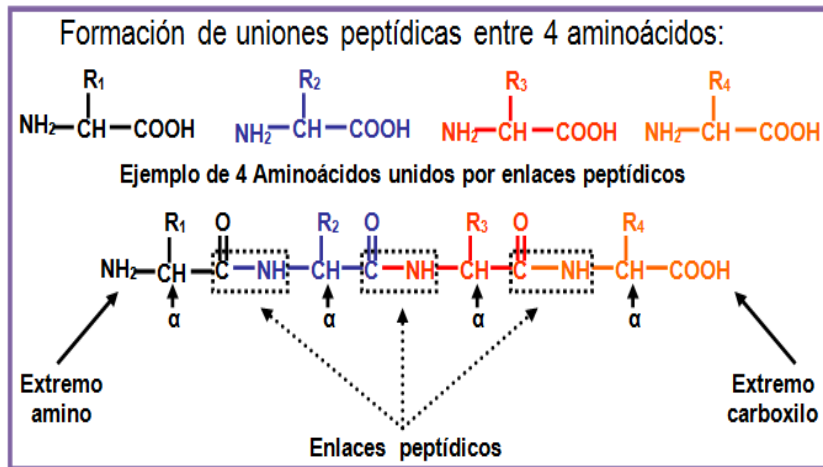 Formación de uniones peptídicas entre 4 aminoácidos:
R₁ R₂ R₃ R₄
NH₂—CH—COOH NH₂—CH—COOH NH₂—CH—COOH NH₂—CH—COOH
Ejemplo de 4 Aminoácidos unidos por enlaces peptídicos
R₁ O R₂ O R₃ O R₄
NH₂—CH—C—NH—CH—C—NH—CH—C—NH—CH—COOH
α α α α
Extremo amino
Extremo carboxilo
Enlaces peptídicos